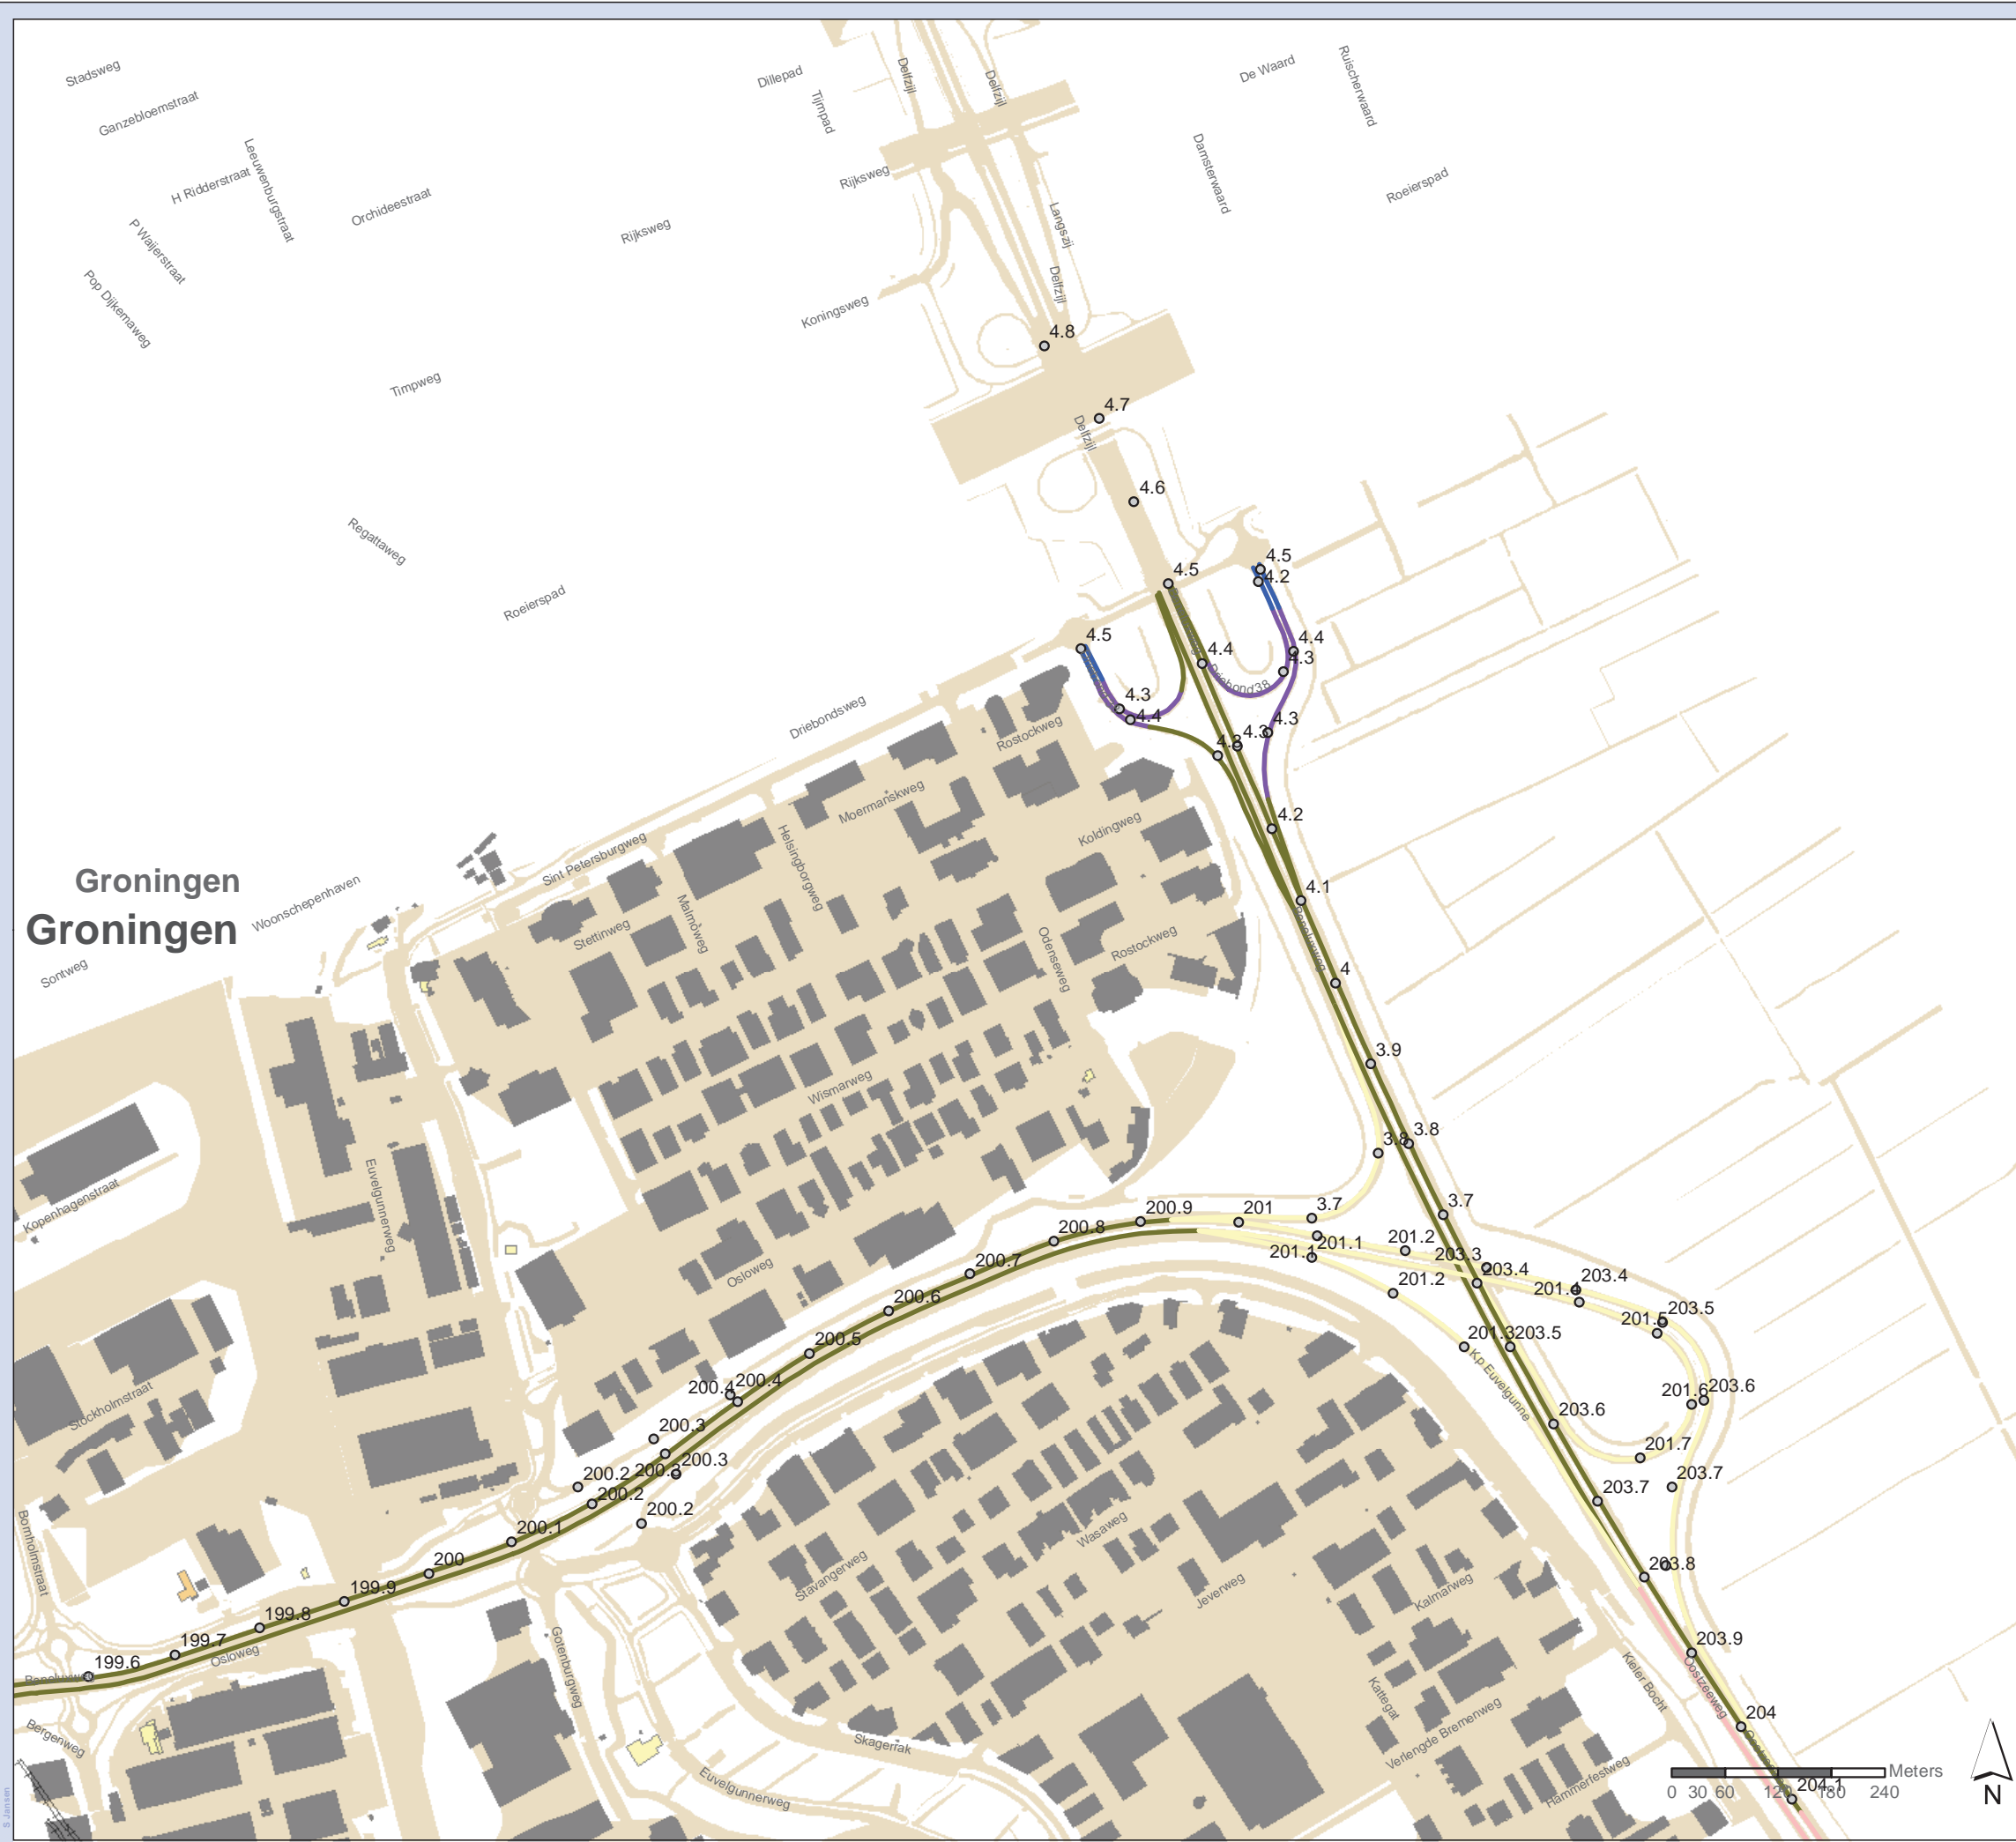 Stadsweg
Ganzebloemstraat
H Ridderstraat
Leeuwenburgstraat
Orchideestraat
P Waijerstraat
Pop Dijkemaweg
Dillepad
Tijmpad
Delfzijl
Delfzijl
De Waard
Ruischerwaard
Damsterwaard
Roeierspad
Rijksweg
Rijksweg
Langszij
Delfzijl
Koningsweg
4.8
Timpweg
4.7
Delfzijl
4.6
Regattaweg
Roeierspad
4.5
4.5
4.2
4.5
4.4
4.4
4.3
Driebond38
4.3
4.4
4.3
4.3
4.3
Driebondsweg
Rostockweg
Moermanskweg
Koldingweg
4.2
Helsingborgweg
Sint Petersburgweg
Groningen
Groningen
Woonschepenhaven
Malmöweg
Stettinweg
Odenseweg
Rostockweg
4.1
Sontweg
4
3.9
Wismarweg
3.8
3.8
Kopenhagenstraat
Euvelgunnerweg
3.7
3.7
200.9
201
200.8
201.1
201.1
201.2
203.3
203.4
203.4
201.4
201.2
200.7
Osloweg
200.6
201.5
203.5
200.5
201.3
203.5
Kp Euvelgunne
200.4
200.4
201.6
203.6
203.6
Stockholmstraat
200.3
200.3
200.3
201.7
200.2
200.2
200.2
203.7
203.7
200.1
Bornholmstraat
Wasaweg
Stavangerweg
Jeverweg
Kalmarweg
200
203.8
199.9
199.8
199.7
199.6
Osloweg
Gotenburgweg
203.9
Kieler Bocht
Oostzeeweg
Kattegat
204
Bergenweg
Skagerrak
Verlengde Bremenweg
Euvelgunnerweg
Hammerfestweg
204.1
Meters
0 30 60 120 180 240
N
S Jansen